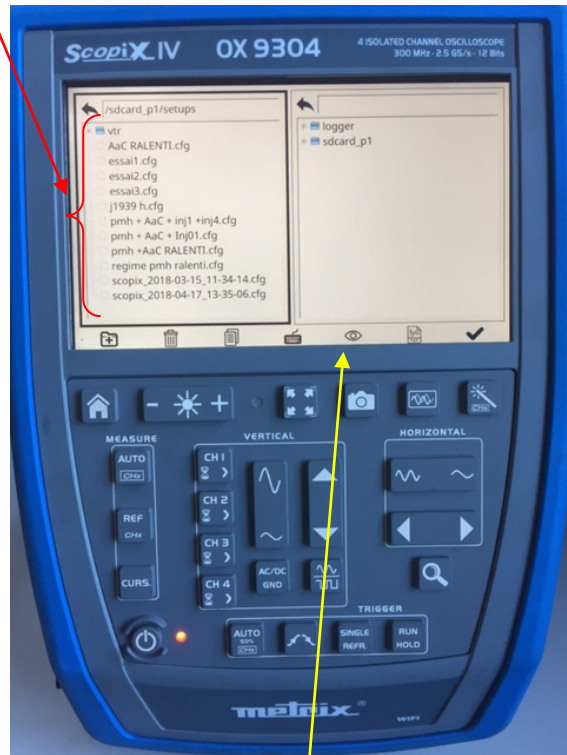 ScopiX IV OX 9304
4 ISOLATED CHANNEL OSCILLOSCOPE
300 MHz - 2.5 GS/s - 12 Bits
/sdcard_p1/setups
vtr
AaC RALENTI.cfg
essai1.cfg
essai2.cfg
essai3.cfg
j1939 h.cfg
pmh + AaC + inj1 +inj4.cfg
pmh + AaC + Inj01.cfg
pmh +AaC RALENTI.cfg
regime pmh ralenti.cfg
scopix_2018-03-15_11-34-14.cfg
scopix_2018-04-17_13-35-06.cfg
logger
sdcard_p1
CHx
MEASURE
VERTICAL
HORIZONTAL
AUTO
CHx
REF
CHx
CURS.
CH 1
CH 2
CH 3
CH 4
AC/DC
GND
TRIGGER
AUTO
50%
CHx
SINGLE
REFR.
RUN
HOLD
metrix®
WIFI